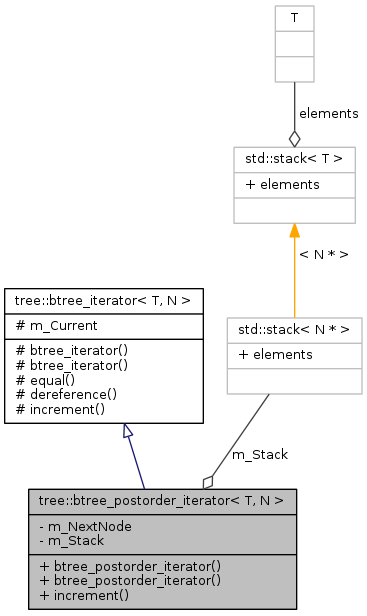 T
elements
std::stack< T >
+ elements
< N * >
tree::btree_iterator< T, N >
# m_Current
# btree_iterator()
# btree_iterator()
# equal()
# dereference()
# increment()
std::stack< N * >
+ elements
m_Stack
tree::btree_postorder_iterator< T, N >
- m_NextNode
- m_Stack
+ btree_postorder_iterator()
+ btree_postorder_iterator()
+ increment()